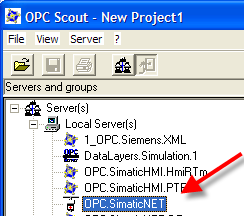 OPC Scout - New Project1
File View Server ?
Servers and groups
Server(s)
Local Server(s)
1_OPC.Siemens.XML
DataLayers.Simulation.1
OPC.SimaticHMI.HmiRTm
OPC.SimaticHMI.PTP
OPC.SimaticNET